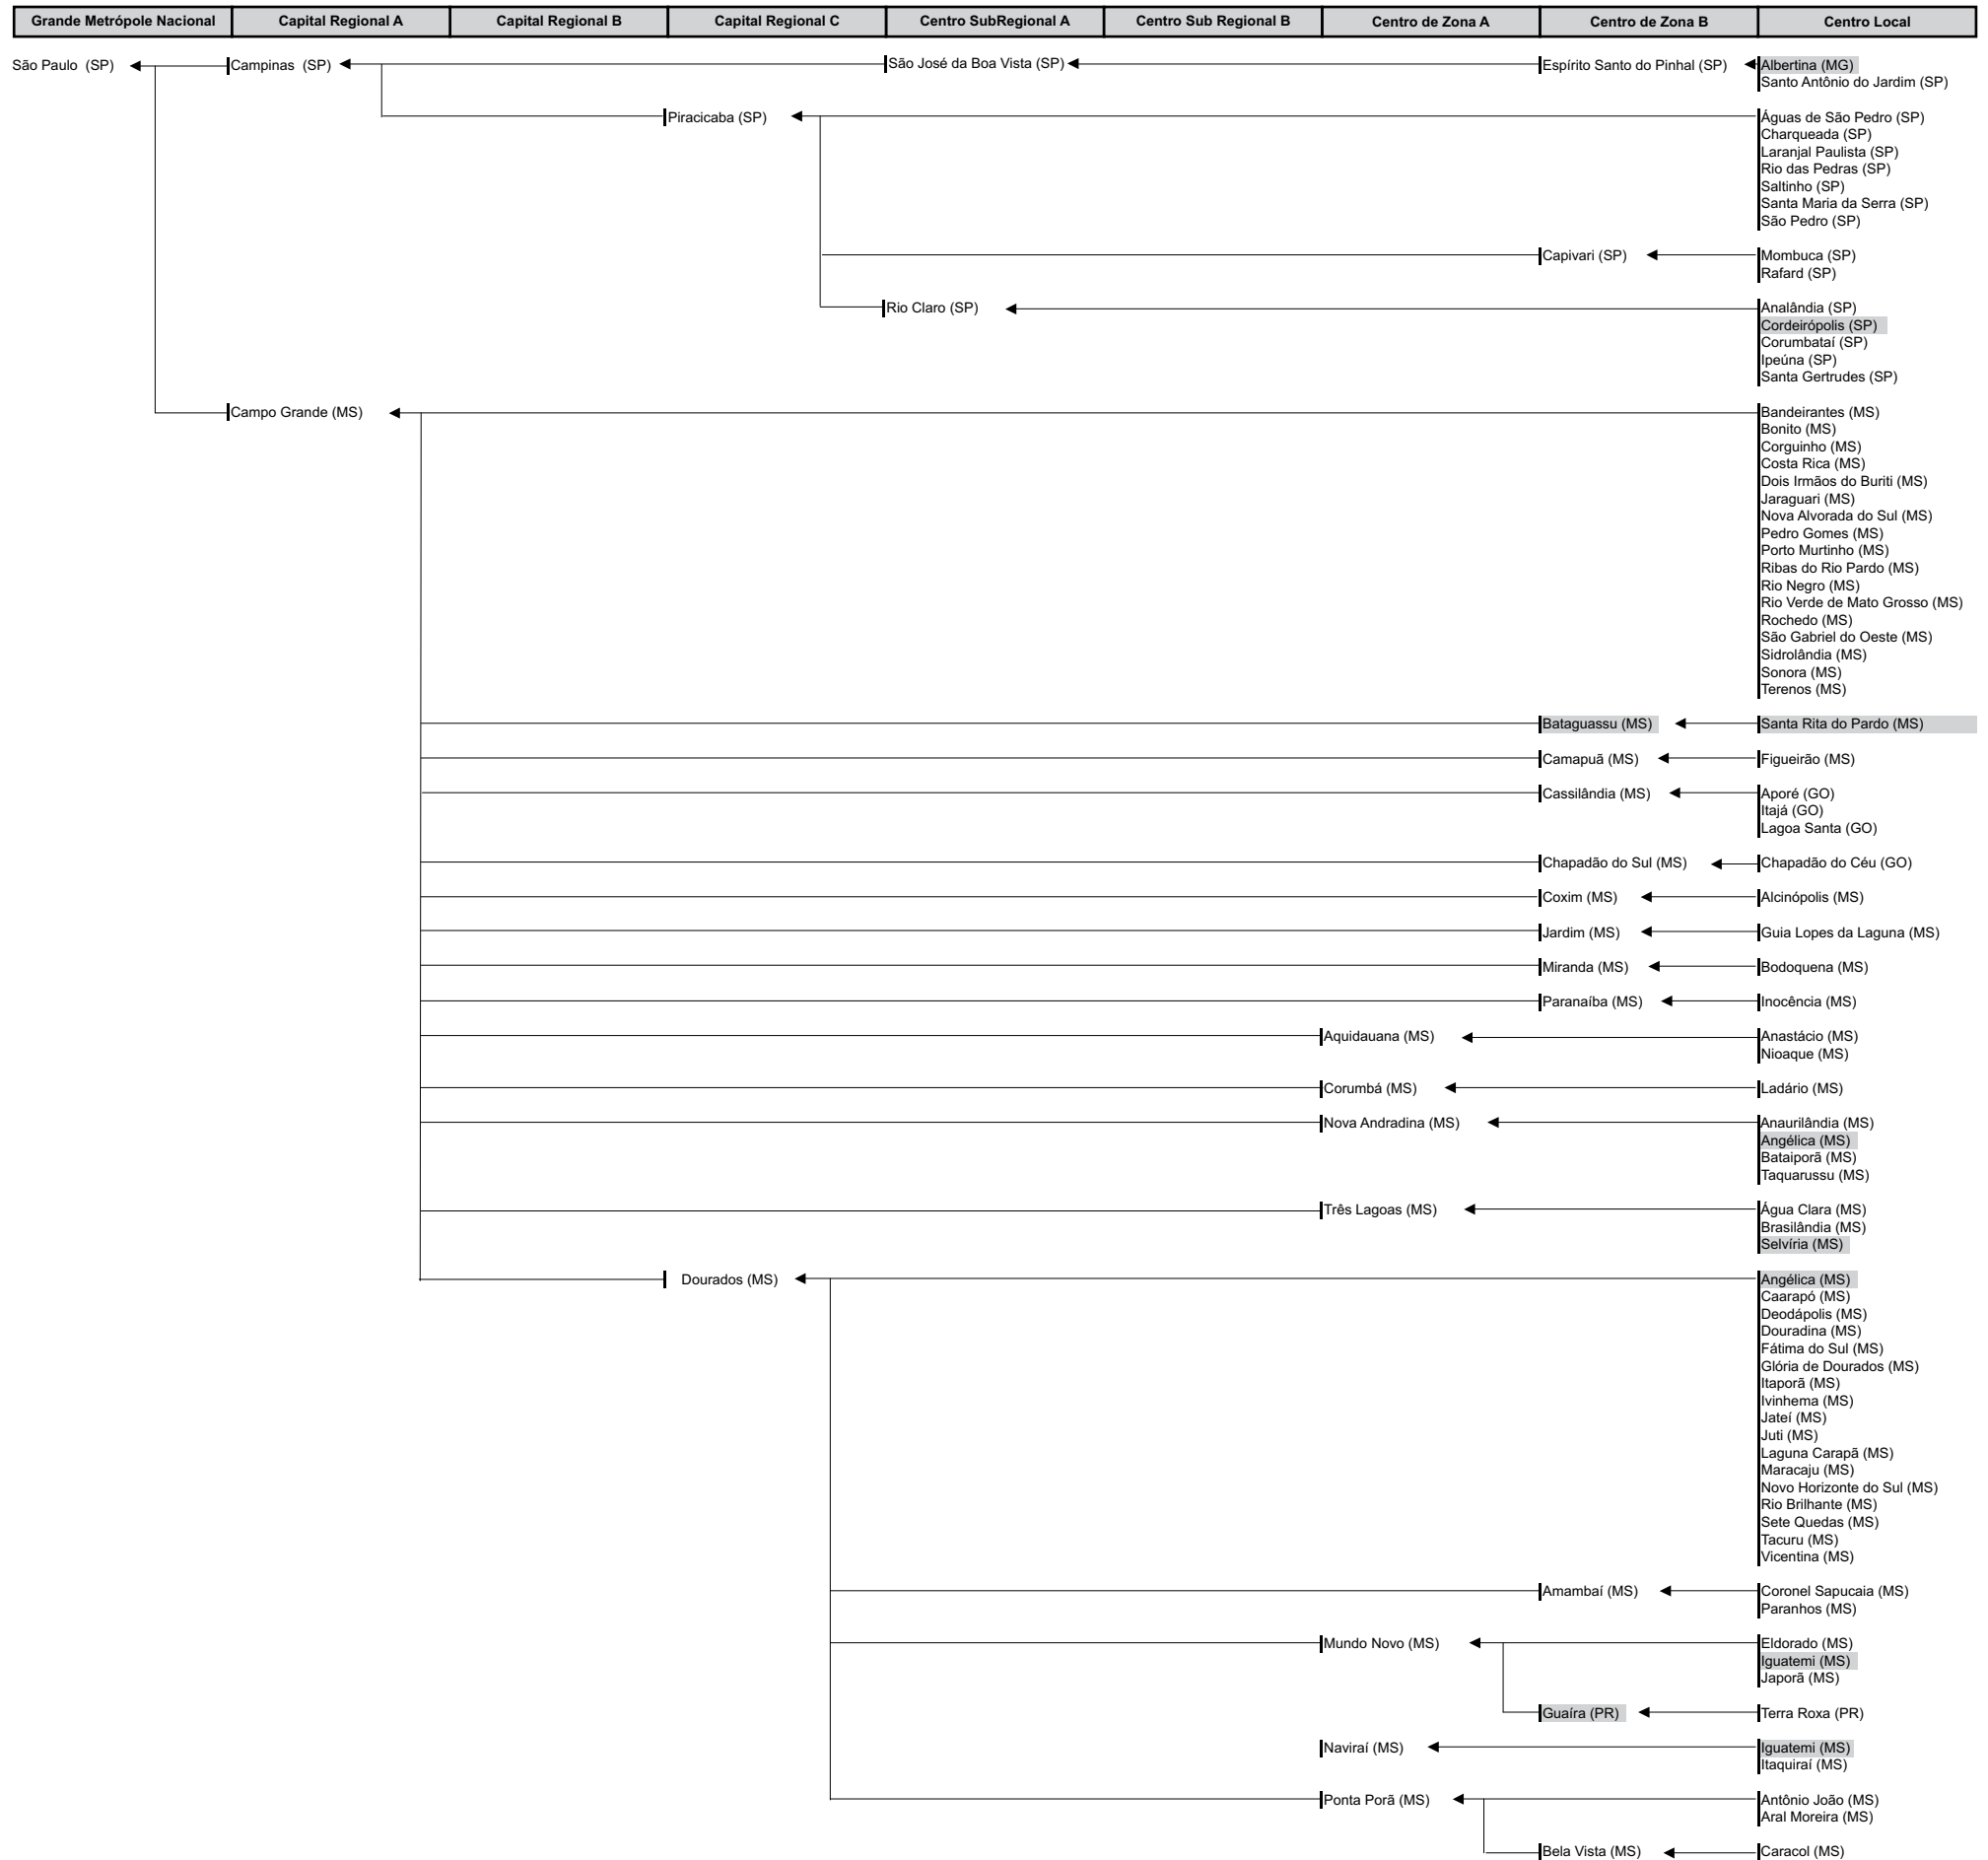 Grande Metrópole Nacional Capital Regional A Capital Regional B Capital Regional C Centro SubRegional A Centro Sub Regional B Centro de Zona A Centro de Zona B Centro Local
São Paulo (SP) Campinas (SP) São José da Boa Vista (SP) Espírito Santo do Pinhal (SP) Albertina (MG)
Santo Antônio do Jardim (SP)
Piracicaba (SP) Águas de São Pedro (SP)
Charqueada (SP)
Laranjal Paulista (SP)
Rio das Pedras (SP)
Saltinho (SP)
Santa Maria da Serra (SP)
São Pedro (SP)
Capivari (SP) Mombuca (SP)
Rafard (SP)
Rio Claro (SP) Analândia (SP)
Cordeirópolis (SP)
Corumbataí (SP)
Ipeúna (SP)
Santa Gertrudes (SP)
Campo Grande (MS) Bandeirantes (MS)
Bonito (MS)
Corguinho (MS)
Costa Rica (MS)
Dois Irmãos do Buriti (MS)
Jaraguari (MS)
Nova Alvorada do Sul (MS)
Pedro Gomes (MS)
Porto Murtinho (MS)
Ribas do Rio Pardo (MS)
Rio Negro (MS)
Rio Verde de Mato Grosso (MS)
Rochedo (MS)
São Gabriel do Oeste (MS)
Sidrolândia (MS)
Sonora (MS)
Terenos (MS)
Bataguassu (MS) Santa Rita do Pardo (MS)
Camapuã (MS) Figueirão (MS)
Cassilândia (MS) Aporé (GO)
Itajá (GO)
Lagoa Santa (GO)
Chapadão do Sul (MS) Chapadão do Céu (GO)
Coxim (MS) Alcinópolis (MS)
Jardim (MS) Guia Lopes da Laguna (MS)
Miranda (MS) Bodoquena (MS)
Paranaíba (MS) Inocência (MS)
Aquidauana (MS) Anastácio (MS)
Nioaque (MS)
Corumbá (MS) Ladário (MS)
Nova Andradina (MS) Anaurilândia (MS)
Angélica (MS)
Bataiporã (MS)
Taquarussu (MS)
Três Lagoas (MS) Água Clara (MS)
Brasilândia (MS)
Selvíria (MS)
Dourados (MS) Angélica (MS)
Caarapó (MS)
Deodápolis (MS)
Douradina (MS)
Fátima do Sul (MS)
Glória de Dourados (MS)
Itaporã (MS)
Ivinhema (MS)
Jateí (MS)
Juti (MS)
Laguna Carapã (MS)
Maracaju (MS)
Novo Horizonte do Sul (MS)
Rio Brilhante (MS)
Sete Quedas (MS)
Tacuru (MS)
Vicentina (MS)
Amambaí (MS) Coronel Sapucaia (MS)
Paranhos (MS)
Mundo Novo (MS) Eldorado (MS)
Iguatemi (MS)
Japorã (MS)
Guaíra (PR) Terra Roxa (PR)
Naviraí (MS) Iguatemi (MS)
Itaquiraí (MS)
Ponta Porã (MS) Antônio João (MS)
Aral Moreira (MS)
Bela Vista (MS) Caracol (MS)